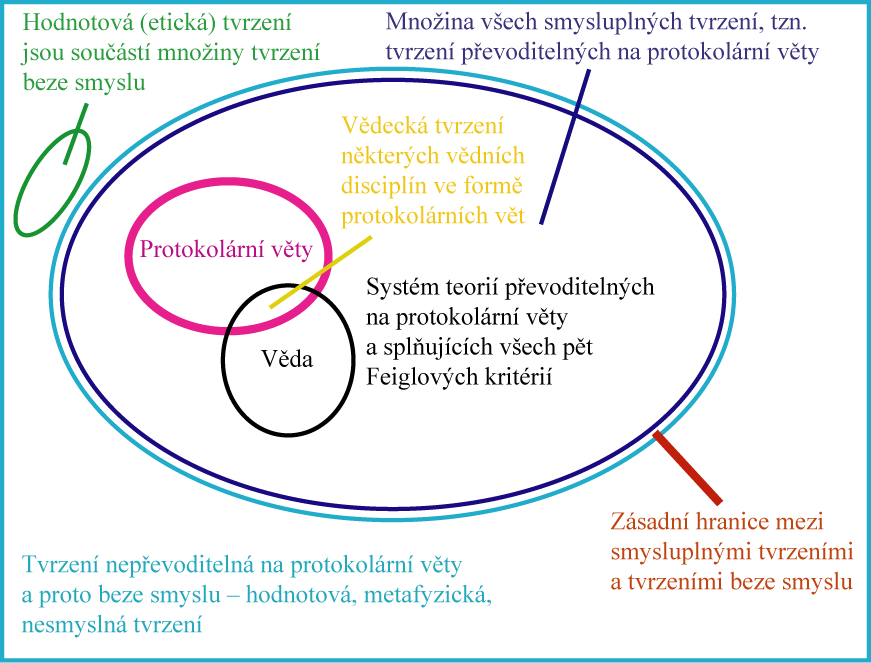 Hodnotová (etická) tvrzení
jsou součástí množiny tvrzení
beze smyslu
Množina všech smysluplných tvrzení, tzn.
tvrzení převoditelných na protokolární věty
Vědecká tvrzení
některých vědních
disciplín ve formě
protokolárních vět
Protokolární věty
Systém teorií převoditelných
na protokolární věty
a splňujících všech pět
Feiglových kritérií
Věda
Zásadní hranice mezi
smysluplnými tvrzeními
a tvrzeními beze smyslu
Tvrzení nepřevoditelná na protokolární věty
a proto beze smyslu – hodnotová, metafyzická,
nesmyslná tvrzení